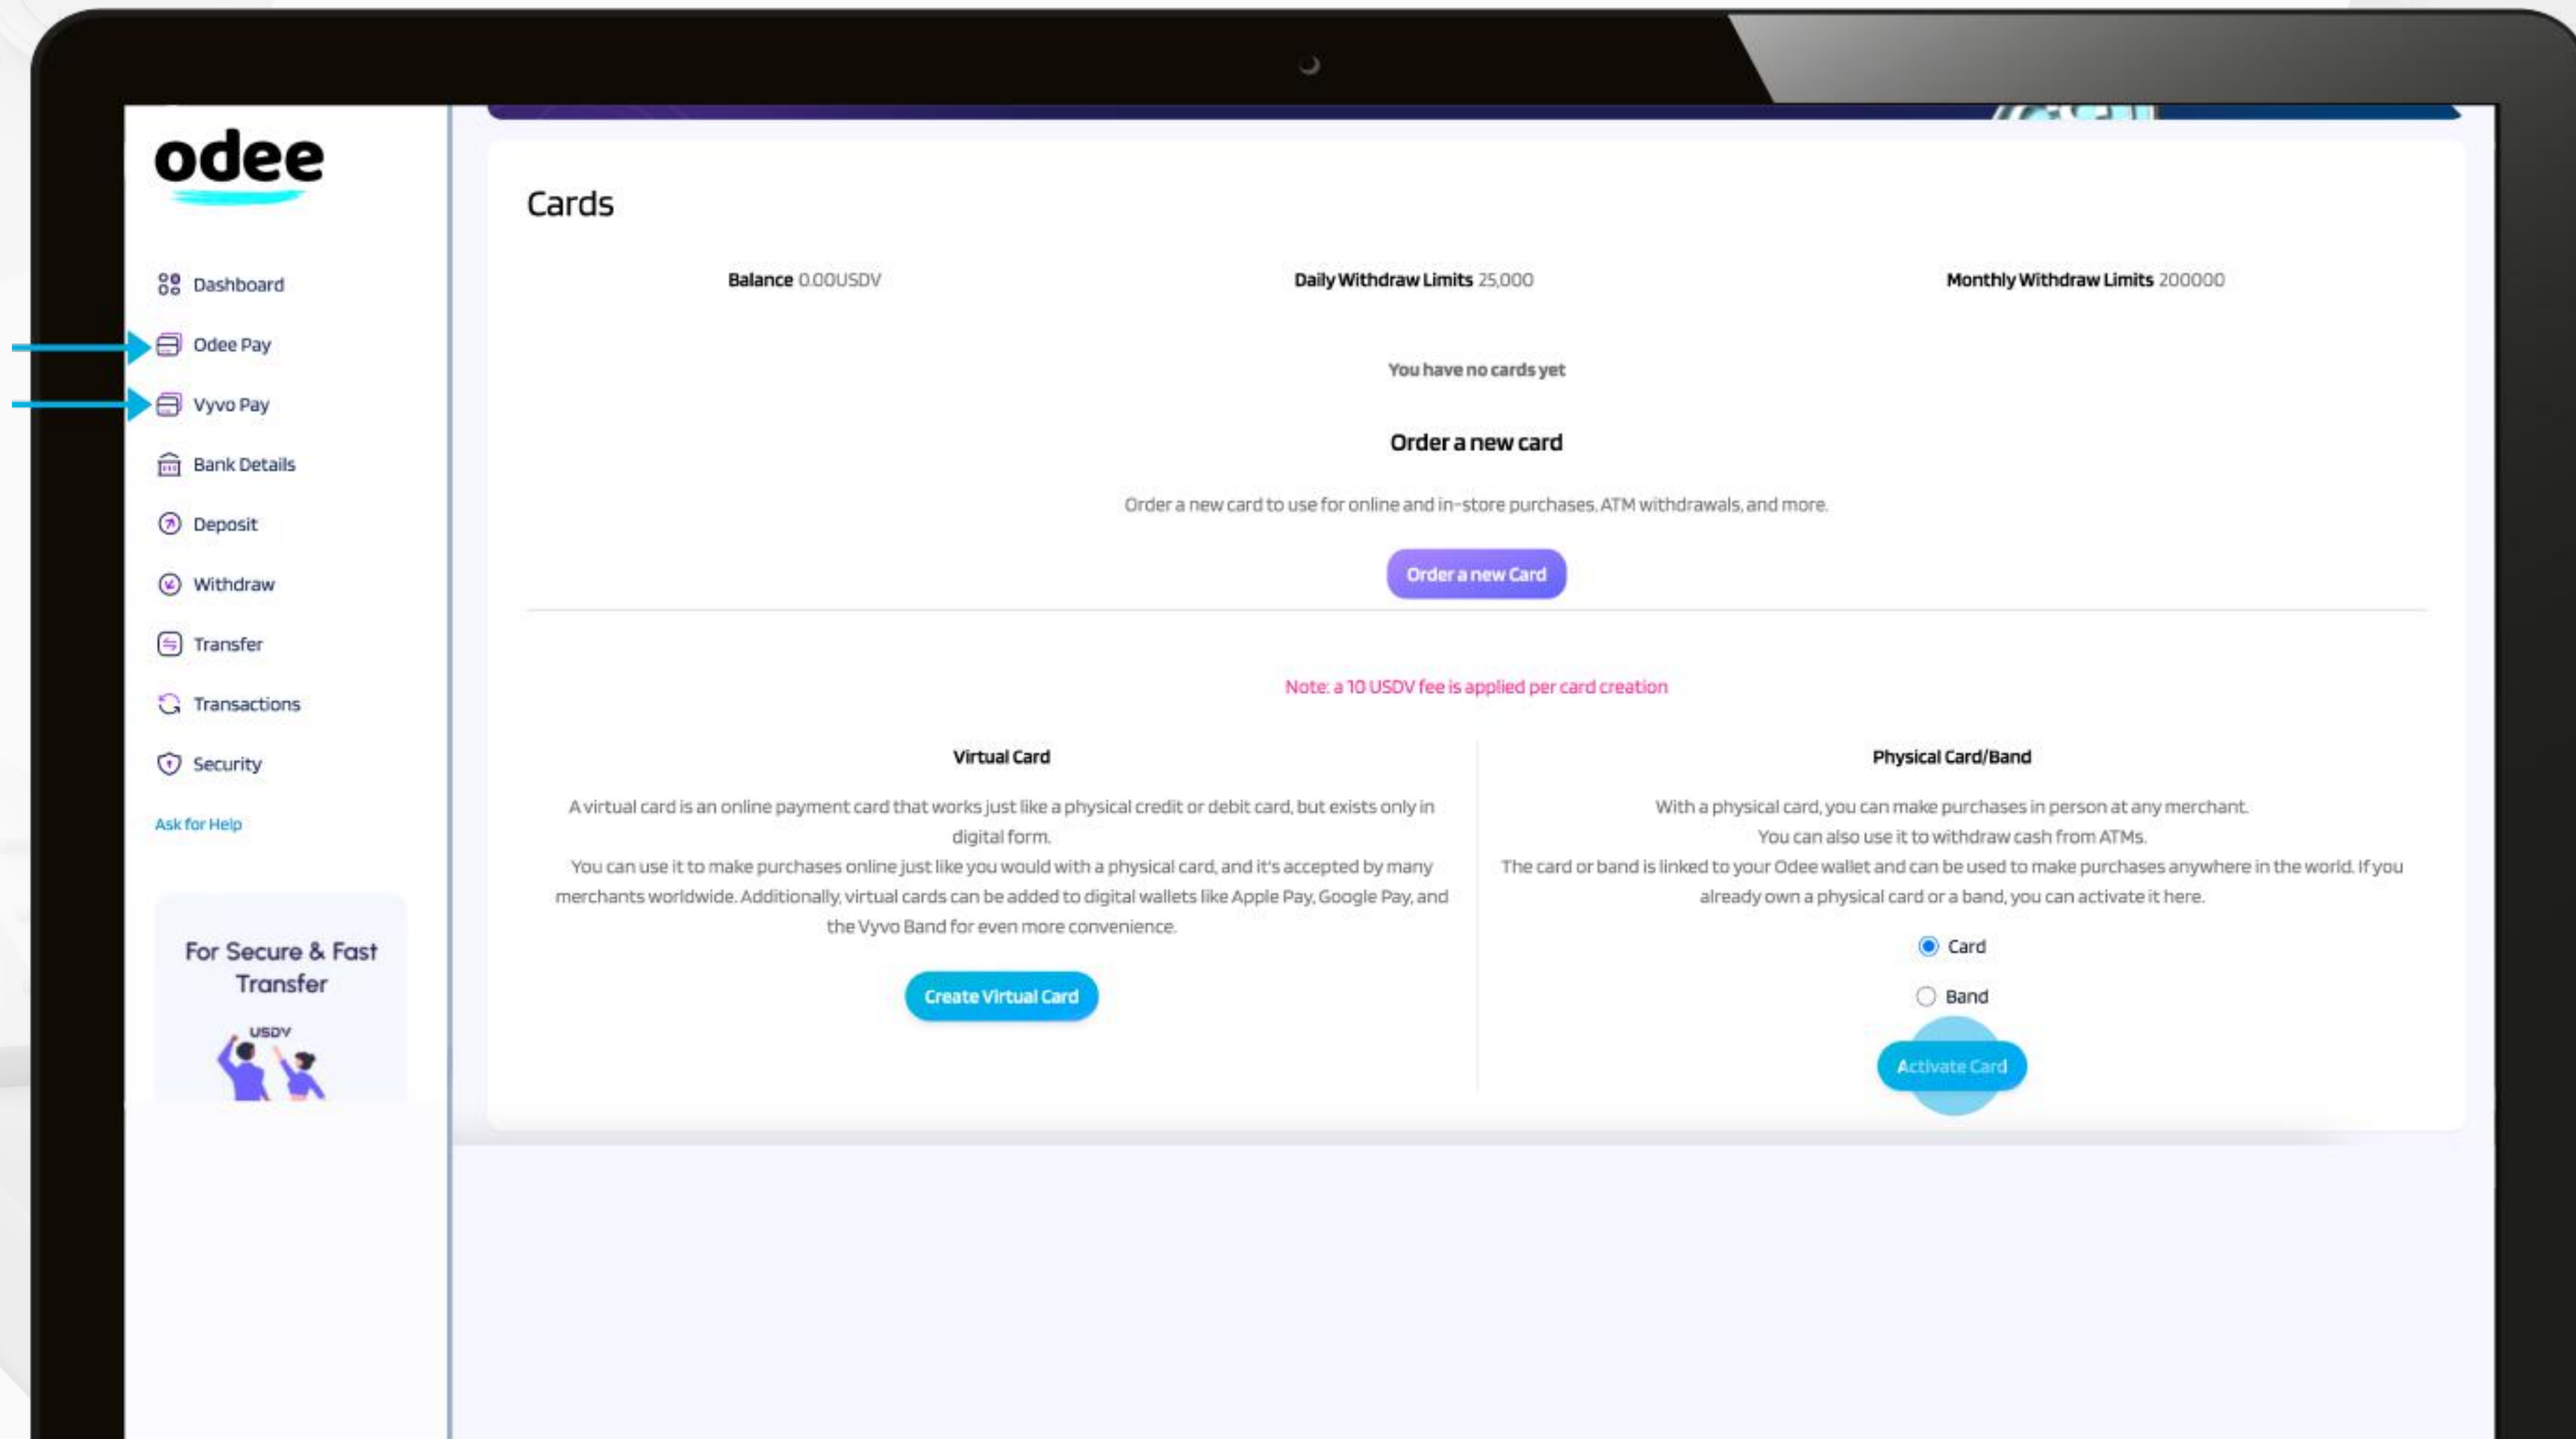 odee
Dashboard
Odee Pay
Vyvo Pay
Bank Details
Deposit
Withdraw
Transfer
Transactions
Security
Ask for Help
For Secure & Fast
Transfer
USDV
Cards
Balance 0.00USDV
Daily Withdraw Limits 25,000
Monthly Withdraw Limits 200000
You have no cards yet
Order a new card
Order a new card to use for online and in-store purchases, ATM withdrawals, and more.
Order a new Card
Note: a 10 USDV fee is applied per card creation
Virtual Card
A virtual card is an online payment card that works just like a physical credit or debit card, but exists only in
digital form.
You can use it to make purchases online just like you would with a physical card, and it's accepted by many
merchants worldwide. Additionally, virtual cards can be added to digital wallets like Apple Pay, Google Pay, and
the Vyvo Band for even more convenience.
Create Virtual Card
Physical Card/Band
With a physical card, you can make purchases in person at any merchant.
You can also use it to withdraw cash from ATMs.
The card or band is linked to your Odee wallet and can be used to make purchases anywhere in the world. If you
already own a physical card or a band, you can activate it here.
Card
Band
Activate Card